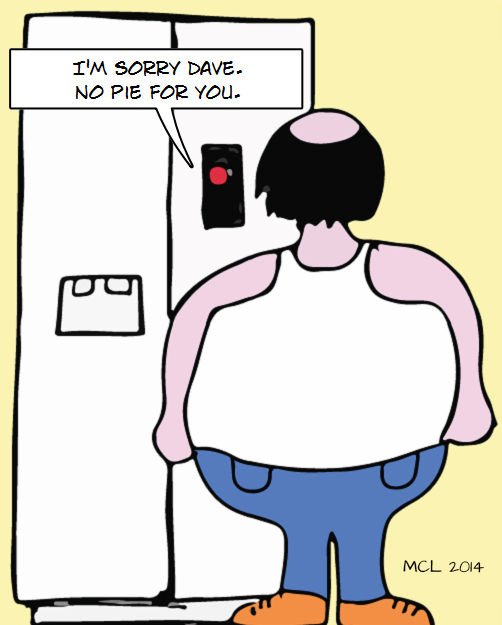 I'M SORRY DAVE.
NO PIE FOR YOU.
MCL 2014